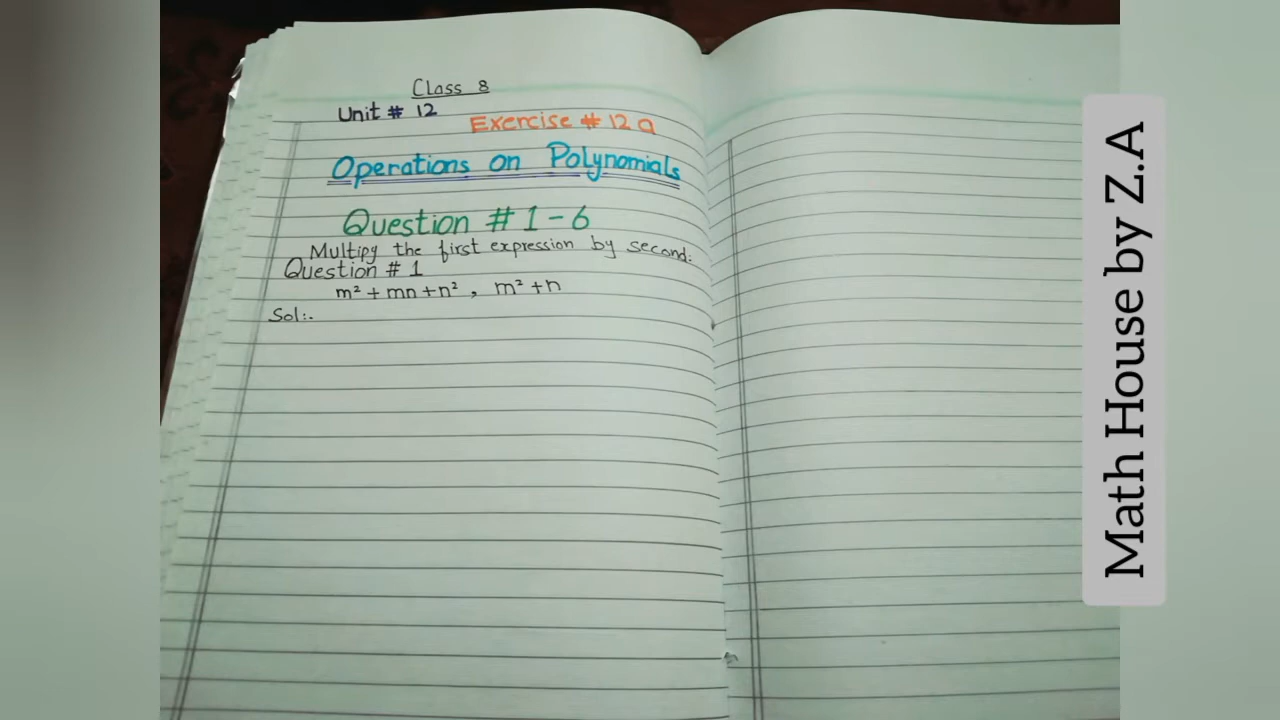 Class 8
Unit # 12
Exercise # 12 a
Operations on Polynomials
Question # 1 - 6
Multipy the first expression by second:
Question # 1
m² + mn + n² , m² + n
Sol:-
Math House by Z.A